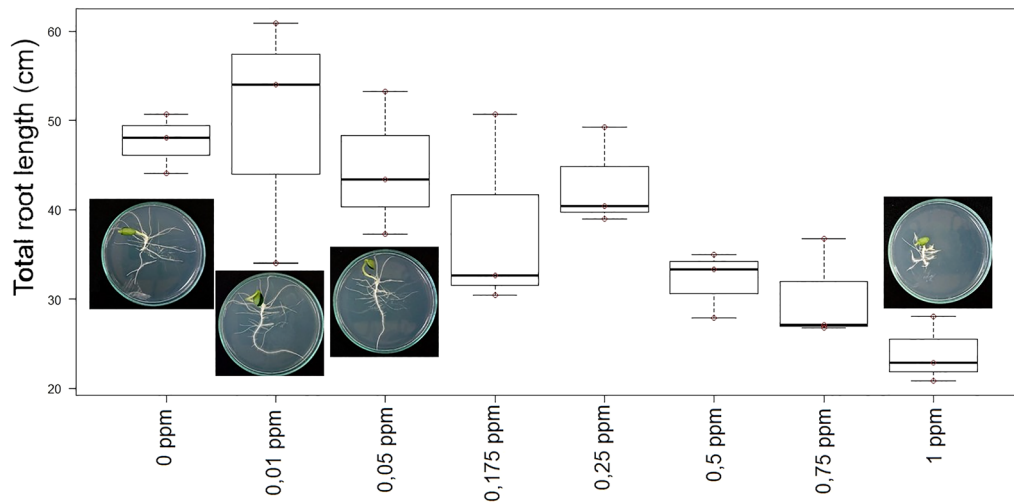 Total root length (cm)
60
50
40
30
20
0 ppm
0,01 ppm
0,05 ppm
0,175 ppm
0,25 ppm
0,5 ppm
0,75 ppm
1 ppm